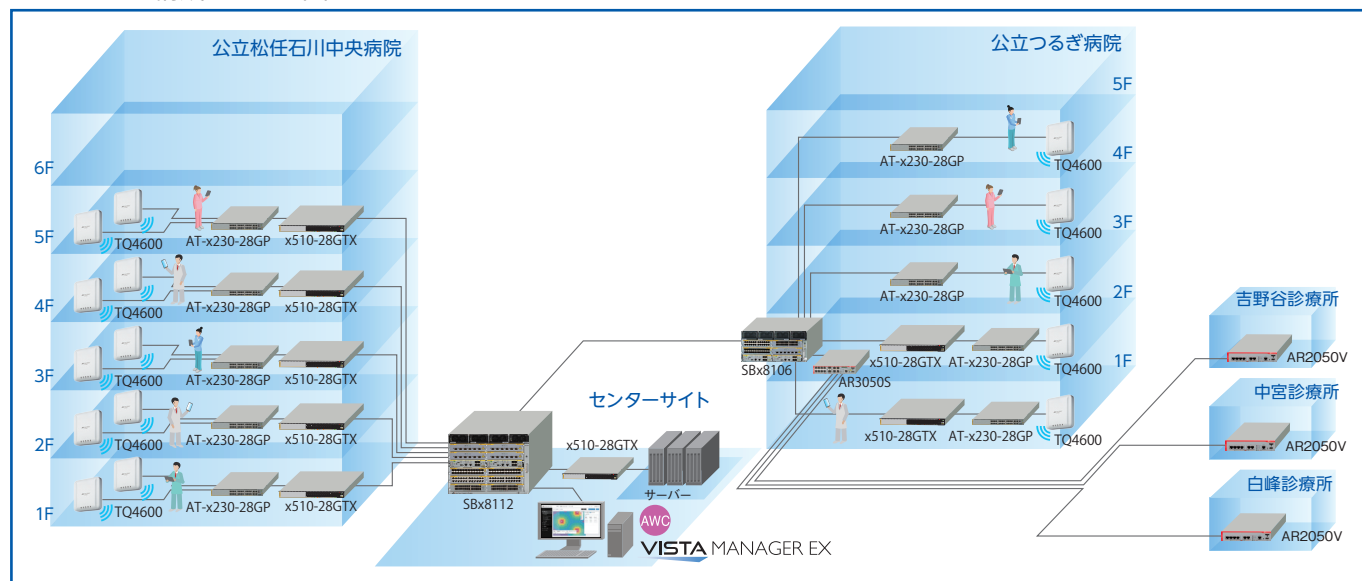 公立松任石川中央病院
6F
5F
TQ4600
AT-x230-28GP
x510-28GTX
4F
TQ4600
AT-x230-28GP
x510-28GTX
3F
TQ4600
AT-x230-28GP
x510-28GTX
2F
TQ4600
AT-x230-28GP
x510-28GTX
1F
TQ4600
AT-x230-28GP
x510-28GTX
センターサイト
SBx8112
x510-28GTX
サーバー
AWC
VISTA MANAGER EX
公立つるぎ病院
5F
AT-x230-28GP
4F
TQ4600
AT-x230-28GP
3F
TQ4600
AT-x230-28GP
2F
TQ4600
SBx8106
AR3050S
x510-28GTX
AT-x230-28GP
1F
TQ4600
x510-28GTX
AT-x230-28GP
TQ4600
吉野谷診療所
AR2050V
中宮診療所
AR2050V
白峰診療所
AR2050V